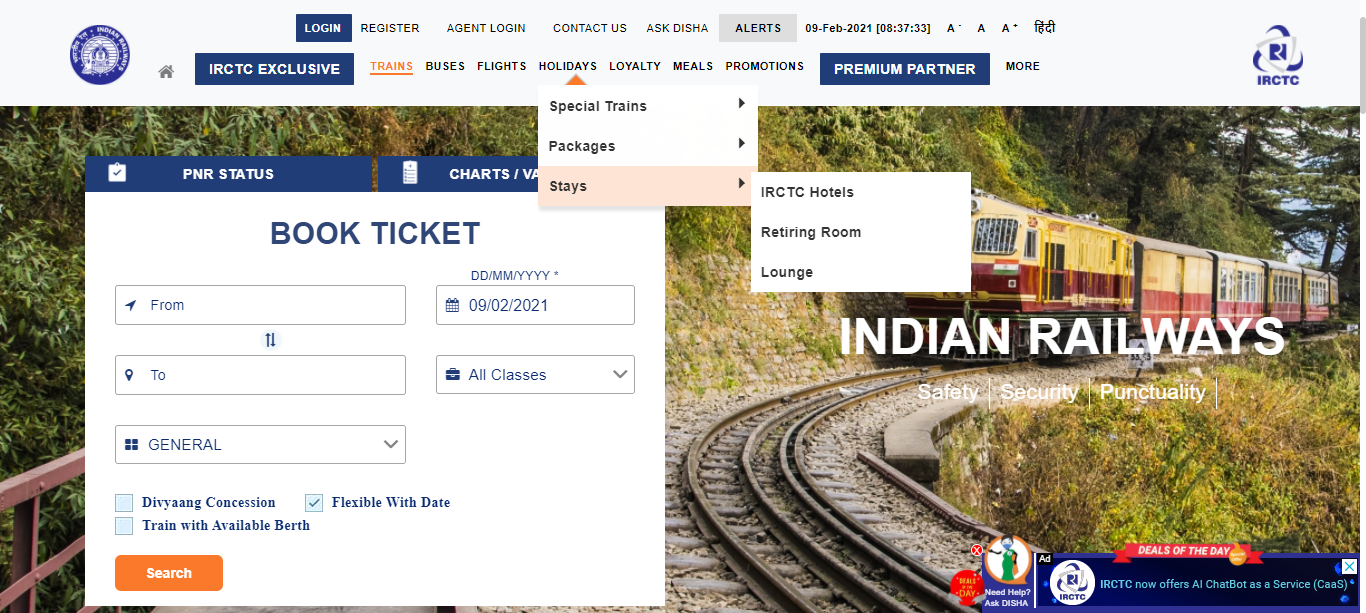 LOGIN REGISTER AGENT LOGIN CONTACT US ASK DISHA ALERTS 09-Feb-2021 [08:37:33] A- A A+ हिंदी
INDIAN RAILWAYS
IRCTC EXCLUSIVE TRAINS BUSES FLIGHTS HOLIDAYS LOYALTY MEALS PROMOTIONS PREMIUM PARTNER MORE
IRCTC
Special Trains
Packages
Stays
IRCTC Hotels
Retiring Room
Lounge
PNR STATUS
CHARTS / VA
BOOK TICKET
DD/MM/YYYY *
From
09/02/2021
To
All Classes
GENERAL
Divyaang Concession
Flexible With Date
Train with Available Berth
Search
INDIAN RAILWAYS
Safety
Security
Punctuality
DEALS OF THE DAY
Need Help?
Ask DISHA
Ad
DEALS OF THE DAY
IRCTC
IRCTC now offers AI ChatBot as a Service (CaaS)